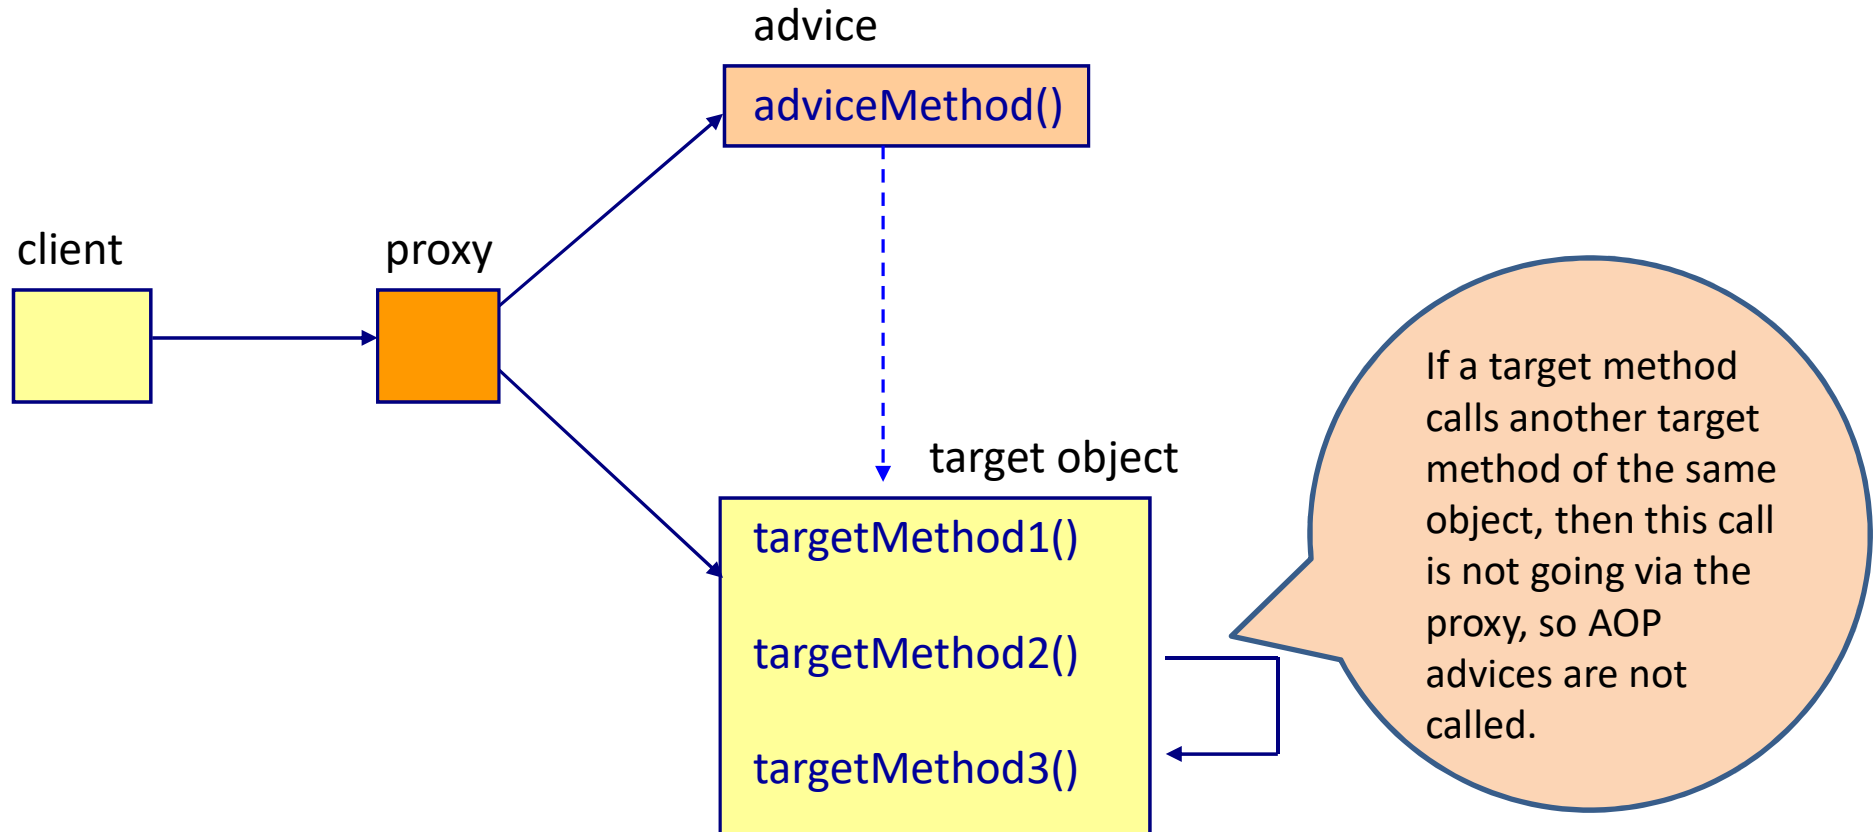 advice
adviceMethod()
client
proxy
target object
targetMethod1()
targetMethod2()
targetMethod3()
If a target method
calls another target
method of the same
object, then this call
is not going via the
proxy, so AOP
advices are not
called.